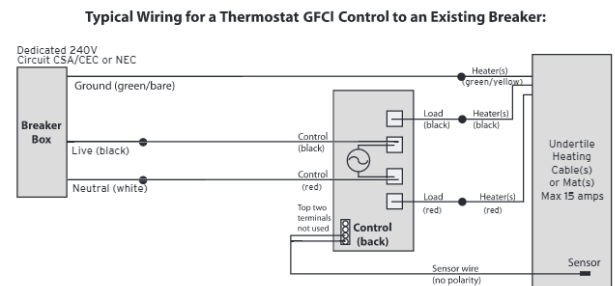 Typical Wiring for a Thermostat GFCI Control to an Existing Breaker:
Dedicated 240V
Circuit CSA/CEC or NEC
Ground (green/bare)
Heater(s)
(green/yellow)
Breaker
Box
Live (black)
Neutral (white)
Control
(black)
Control
(red)
Load
(black)
Heater(s)
(black)
Load
(red)
Heater(s)
(red)
Top two
terminals
not used
Control
(back)
Undertile
Heating
Cable(s)
or Mat(s)
Max 15 amps
Sensor
Sensor wire
(no polarity)